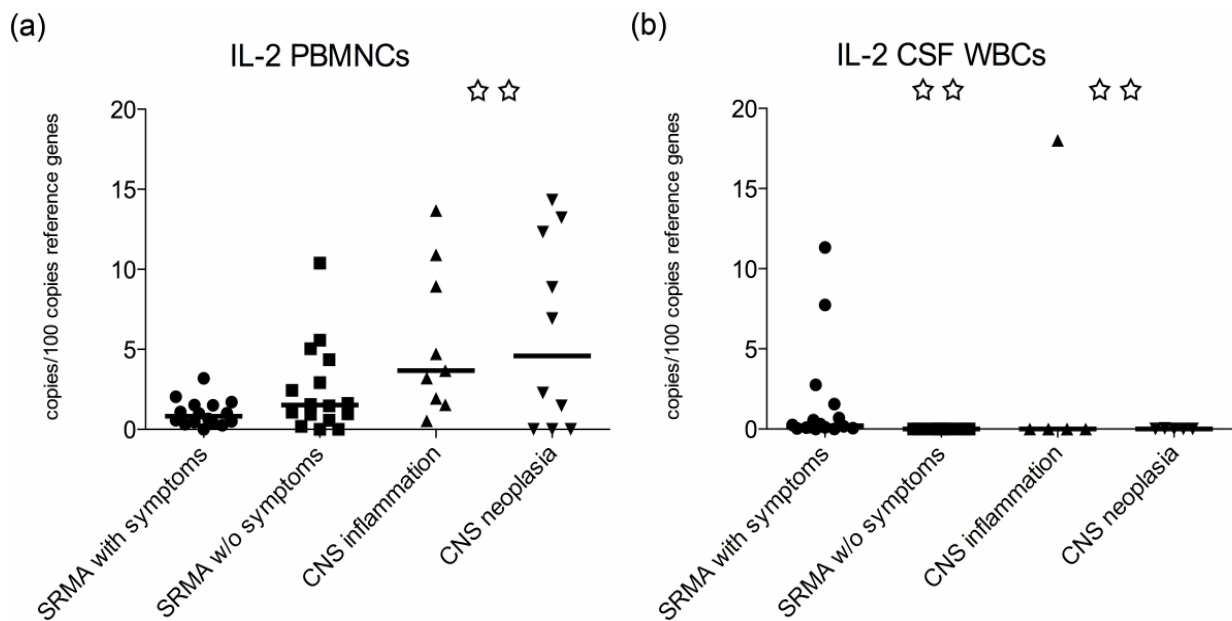 (a)
IL-2 PBMNCs
copies/100 copies reference genes
20
15
10
5
0
SRMA with symptoms
SRMA w/o symptoms
CNS inflammation
CNS neoplasia
(b)
IL-2 CSF WBCs
copies/100 copies reference genes
20
15
10
5
0
SRMA with symptoms
SRMA w/o symptoms
CNS inflammation
CNS neoplasia